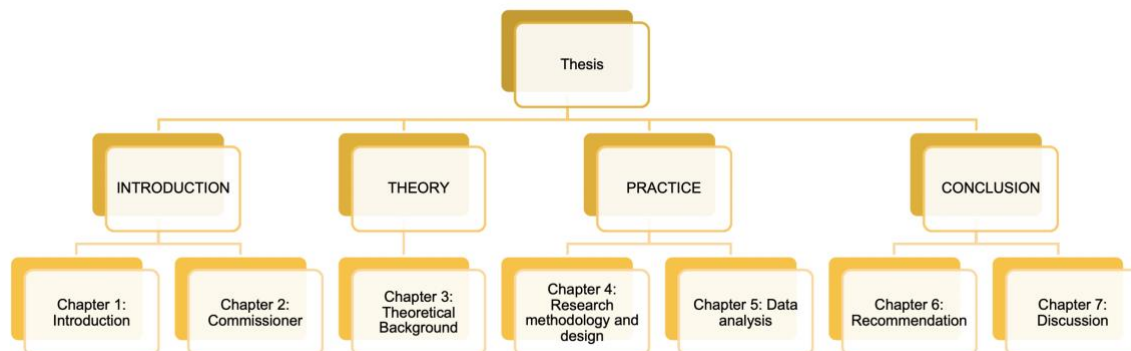 Thesis
INTRODUCTION
THEORY
PRACTICE
CONCLUSION
Chapter 1:
Introduction
Chapter 2:
Commissioner
Chapter 3:
Theoretical
Background
Chapter 4:
Research
methodology and
design
Chapter 5: Data
analysis
Chapter 6:
Recommendation
Chapter 7:
Discussion